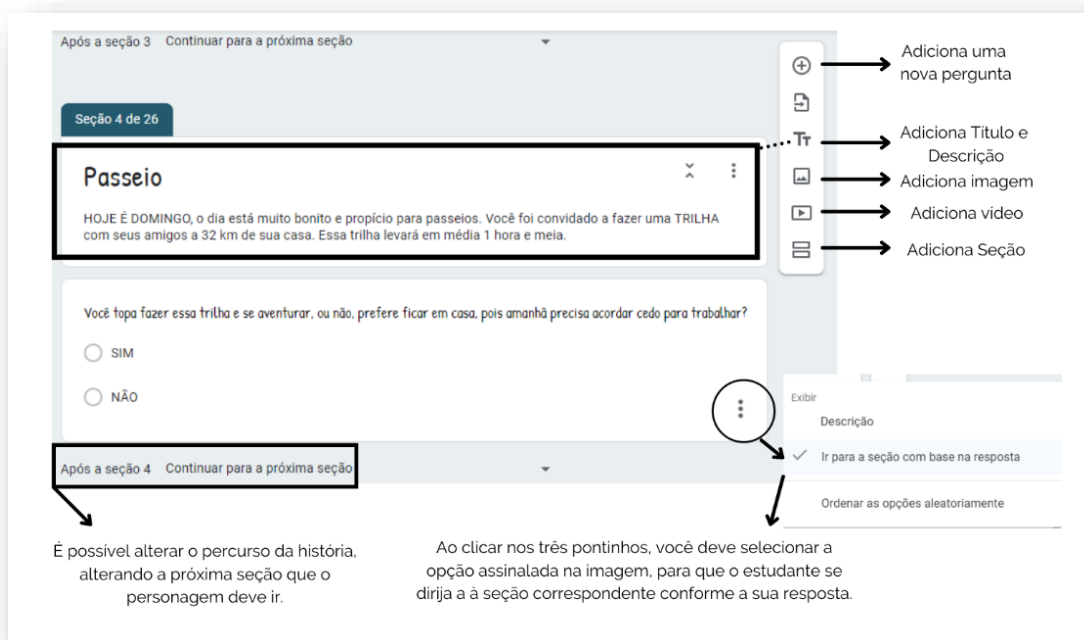 Após a seção 3 Continuar para a próxima seção
Adiciona uma
nova pergunta
Seção 4 de 26
Tт
Adiciona Título e
Descrição
Passeio
Adiciona imagem
HOJE É DOMINGO, o dia está muito bonito e propício para passeios. Você foi convidado a fazer uma TRILHA
com seus amigos a 32 km de sua casa. Essa trilha levará em média 1 hora e meia.
Adiciona vídeo
Adiciona Seção
Você topa fazer essa trilha e se aventurar, ou não, prefere ficar em casa, pois amanhã precisa acordar cedo para trabalhar?
SIM
NÃO
Exibir
Descrição
Ir para a seção com base na resposta
Ordenar as opções aleatoriamente
Após a seção 4 Continuar para a próxima seção
É possível alterar o percurso da história,
alterando a próxima seção que o
personagem deve ir.
Ao clicar nos três pontinhos, você deve selecionar a
opção assinalada na imagem, para que o estudante se
dirija a à seção correspondente conforme a sua resposta.